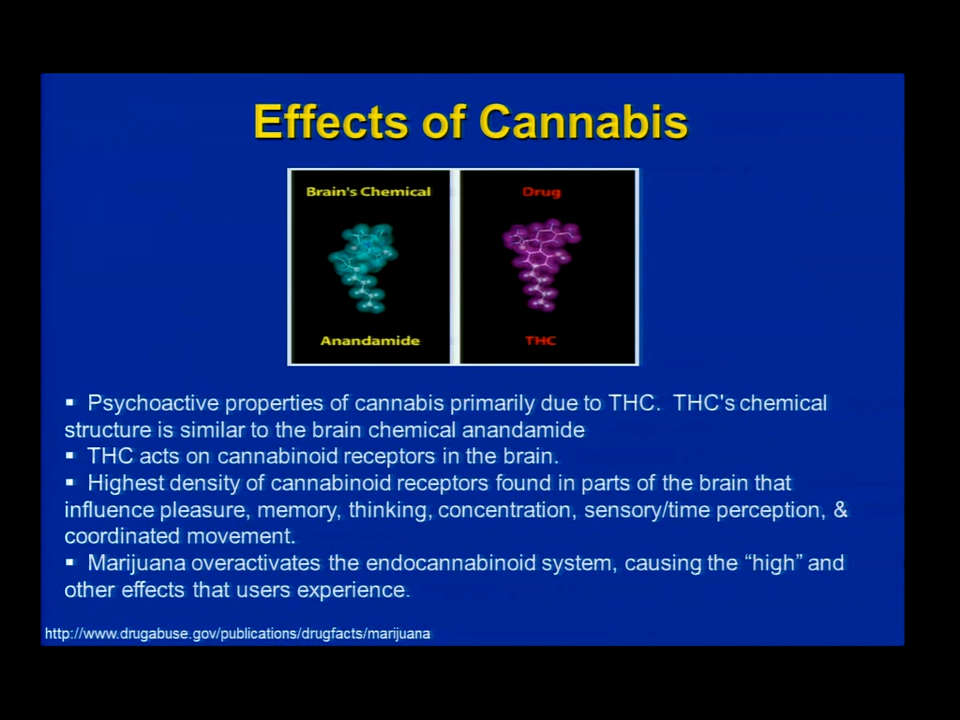 Effects of Cannabis
Brain's Chemical
Drug
Anandamide
THC
▪ Psychoactive properties of cannabis primarily due to THC.  THC's chemical
structure is similar to the brain chemical anandamide
▪ THC acts on cannabinoid receptors in the brain.
▪ Highest density of cannabinoid receptors found in parts of the brain that
influence pleasure, memory, thinking, concentration, sensory/time perception, &
coordinated movement.
▪ Marijuana overactivates the endocannabinoid system, causing the “high” and
other effects that users experience.
http://www.drugabuse.gov/publications/drugfacts/marijuana